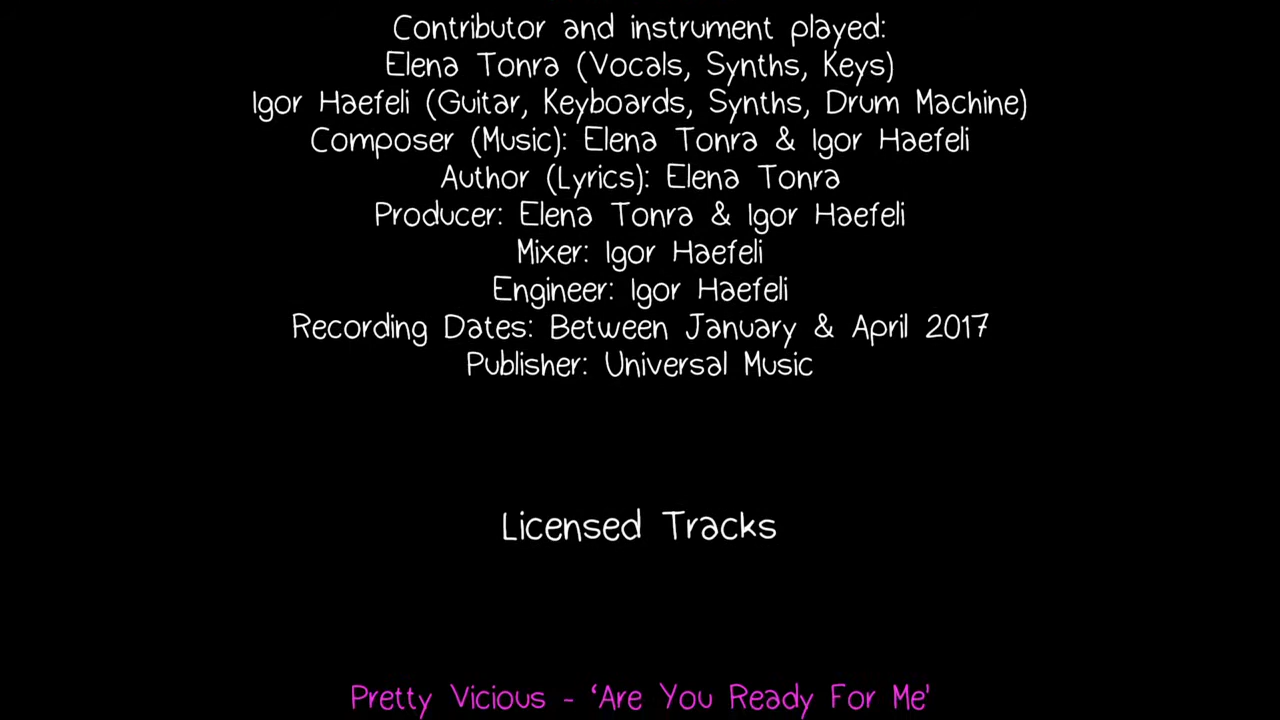 Contributor and instrument played:
Elena Tonra (Vocals, Synths, Keys)
Igor Haefeli (Guitar, Keyboards, Synths, Drum Machine)
Composer (Music): Elena Tonra & Igor Haefeli
Author (Lyrics): Elena Tonra
Producer: Elena Tonra & Igor Haefeli
Mixer: Igor Haefeli
Engineer: Igor Haefeli
Recording Dates: Between January & April 2017
Publisher: Universal Music
Licensed Tracks
Pretty Vicious - ‘Are You Ready For Me'